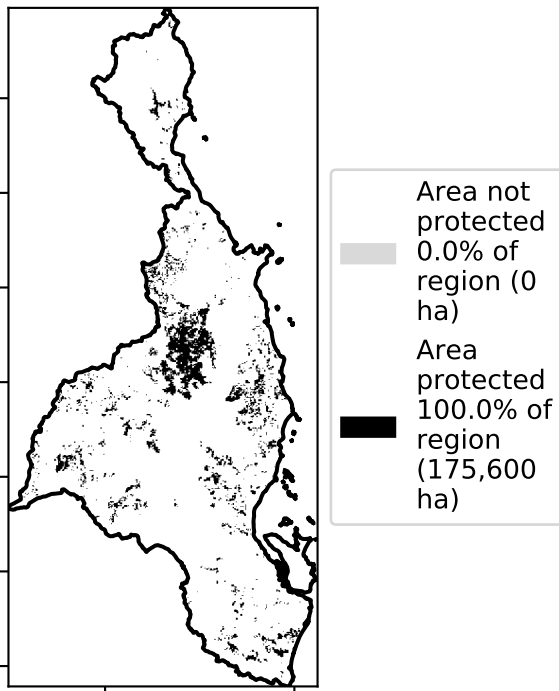 Area not
protected
0.0% of
region (0
ha)
Area
protected
100.0% of
region
(175,600
ha)